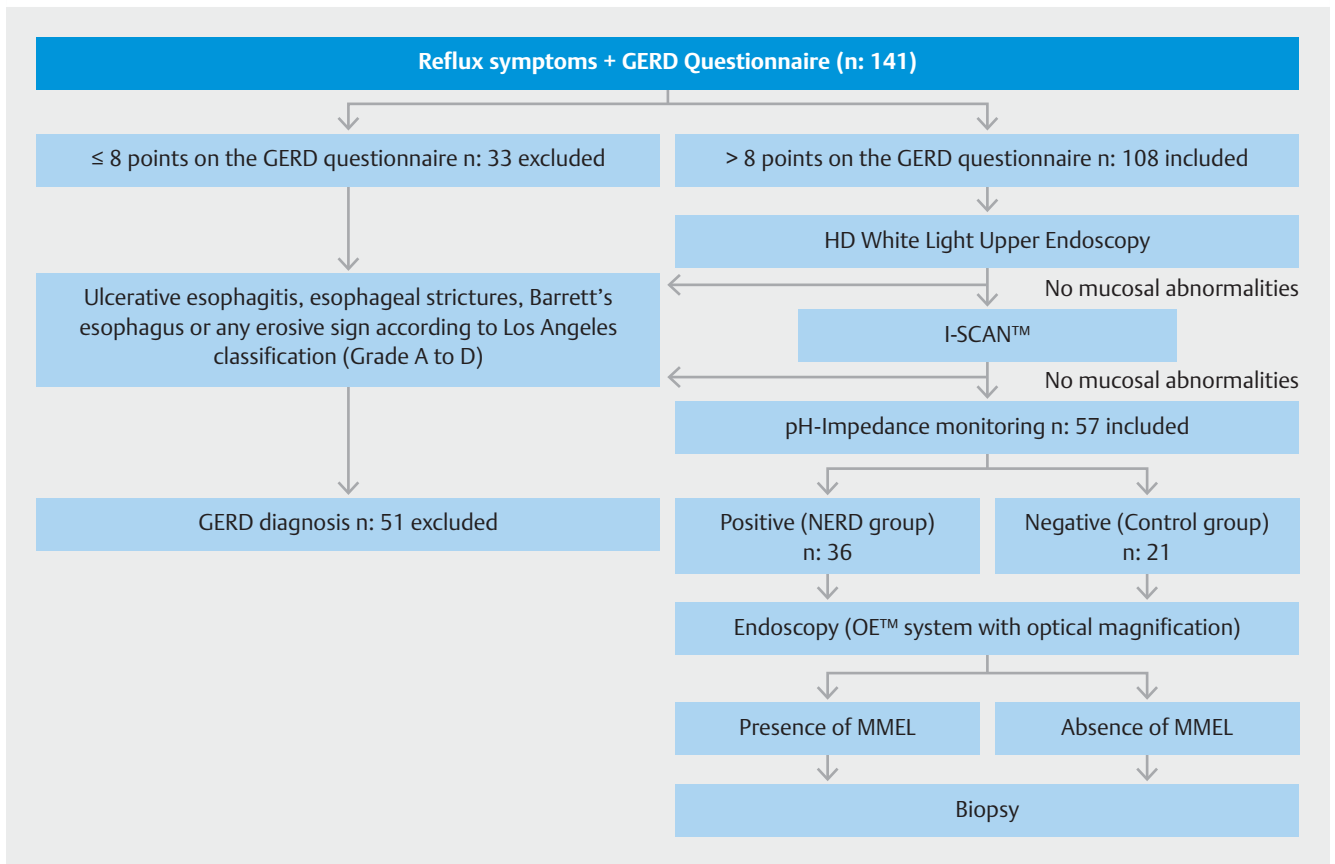 Reflux symptoms + GERD Questionnaire (n: 141)
≤ 8 points on the GERD questionnaire n: 33 excluded
> 8 points on the GERD questionnaire n: 108 included
HD White Light Upper Endoscopy
No mucosal abnormalities
Ulcerative esophagitis, esophageal strictures, Barrett’s
esophagus or any erosive sign according to Los Angeles
classification (Grade A to D)
I-SCAN™
No mucosal abnormalities
pH-Impedance monitoring n: 57 included
GERD diagnosis n: 51 excluded
Positive (NERD group)
n: 36
Negative (Control group)
n: 21
Endoscopy (OE™ system with optical magnification)
Presence of MMEL
Absence of MMEL
Biopsy